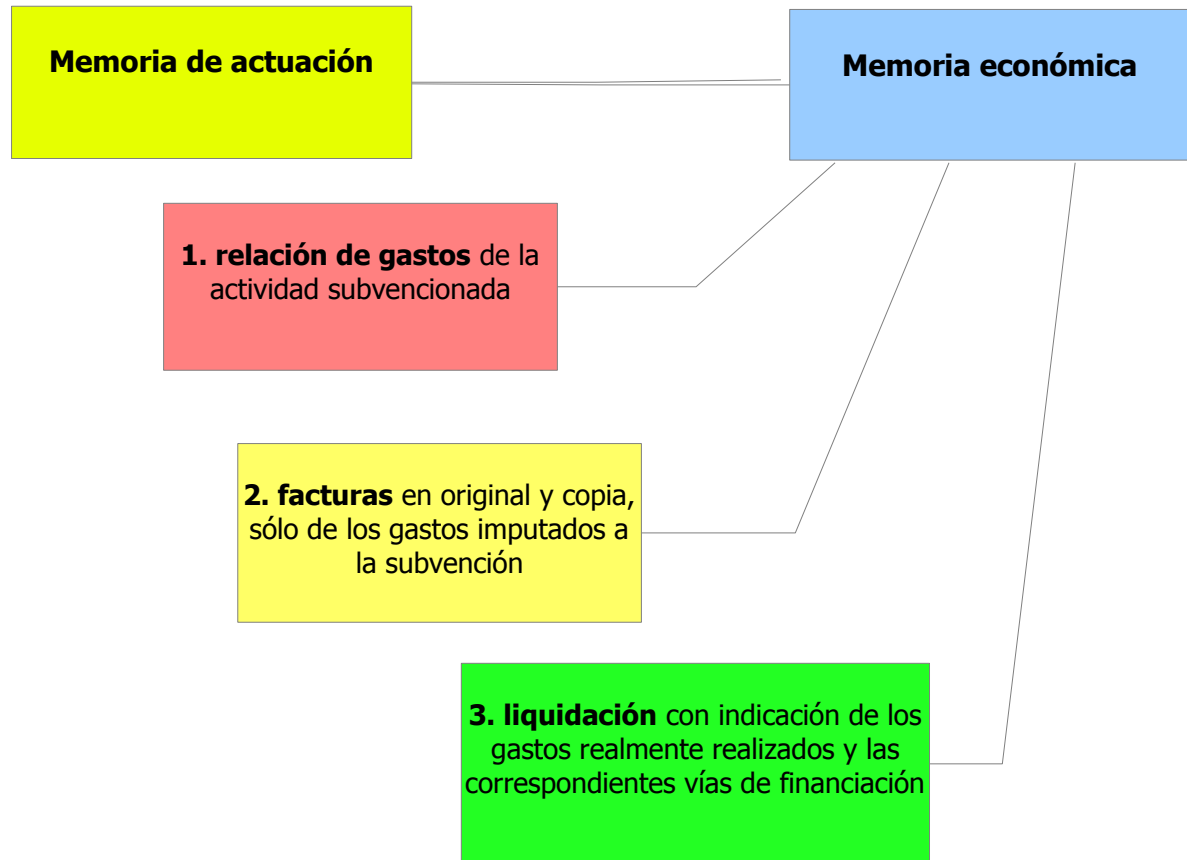 Memoria de actuación
Memoria económica
1. relación de gastos de la
actividad subvencionada
2. facturas en original y copia,
sólo de los gastos imputados a
la subvención
3. liquidación con indicación de los
gastos realmente realizados y las
correspondientes vías de financiación